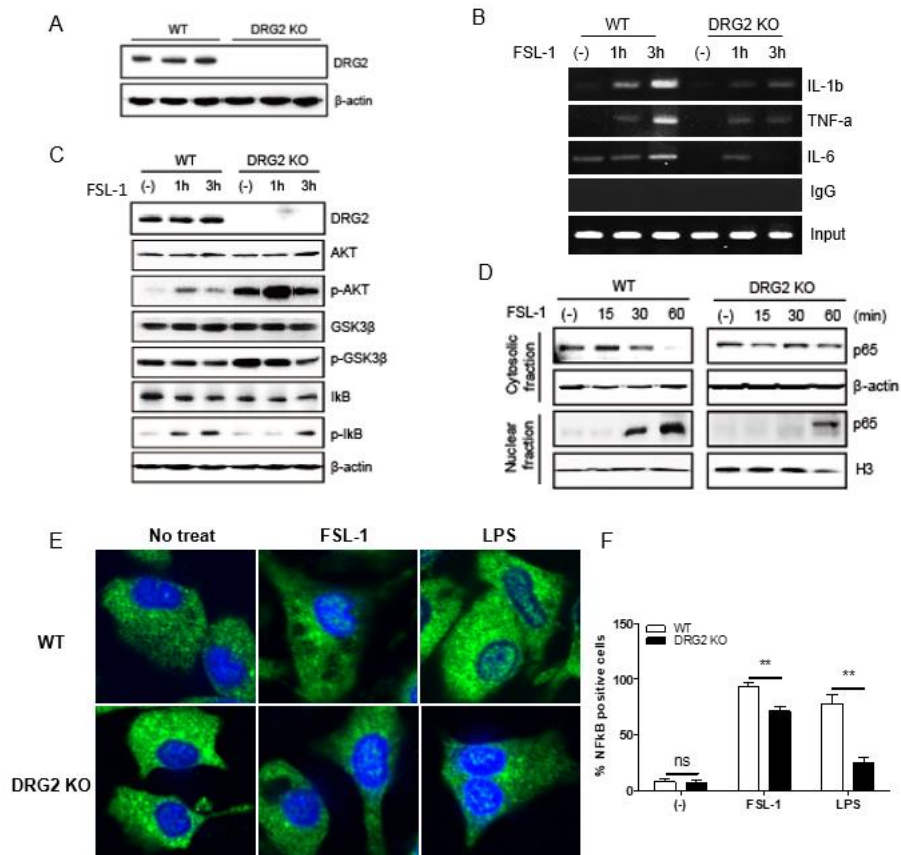 A
WT DRG2 KO
DRG2
β-actin
B
WT DRG2 KO
FSL-1 (-) 1h 3h (-) 1h 3h
IL-1b
TNF-a
IL-6
IgG
Input
C
WT DRG2 KO
FSL-1 (-) 1h 3h (-) 1h 3h
DRG2
AKT
p-AKT
GSK3β
p-GSK3β
IkB
p-IkB
β-actin
D
WT DRG2 KO
FSL-1 (-) 15 30 60 (-) 15 30 60 (min)
Cytosolic
fraction
p65
β-actin
Nuclear
fraction
p65
H3
E
No treat FSL-1 LPS
WT
DRG2 KO
F
WT
DRG2 KO
% NFkB positive cells
150
100
50
0
ns
**
**
(-) FSL-1 LPS